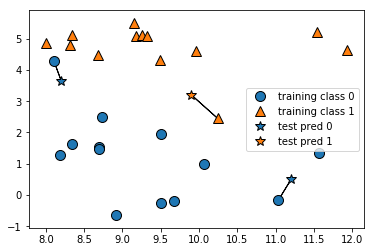 5
4
3
2
1
0
−1
training class 0
training class 1
test pred 0
test pred 1
8.0 8.5 9.0 9.5 10.0 10.5 11.0 11.5 12.0